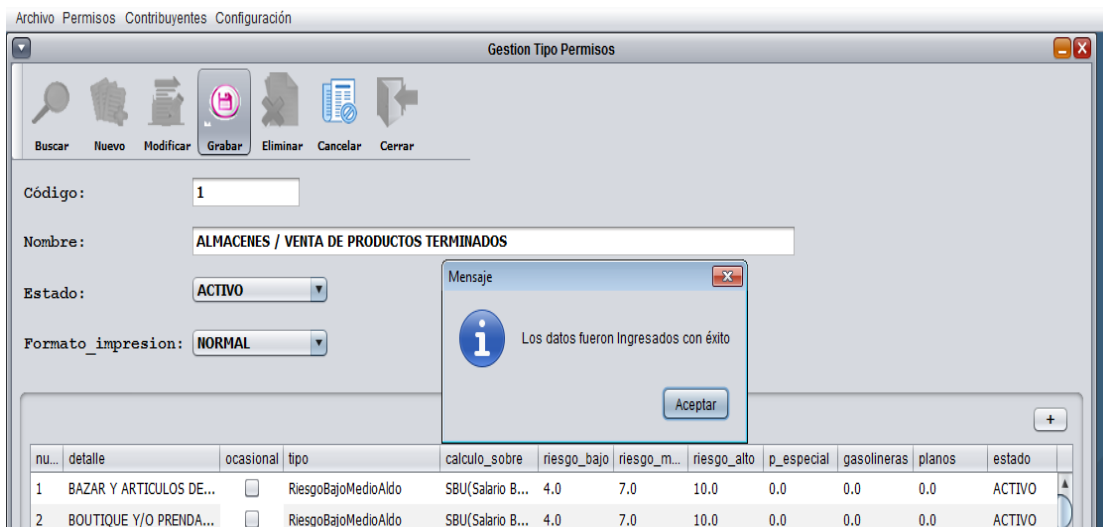 Archivo Permisos Contribuyentes Configuración
Gestion Tipo Permisos
Buscar Nuevo Modificar Grabar Eliminar Cancelar Cerrar
Código: 1
Nombre: ALMACENES / VENTA DE PRODUCTOS TERMINADOS
Estado: ACTIVO
Formato_impresion: NORMAL
Mensaje
Los datos fueron Ingresados con éxito
Aceptar
+
nu... detalle ocasional tipo calculo_sobre riesgo_bajo riesgo_m... riesgo_alto p_especial gasolineras planos estado
1 BAZAR Y ARTICULOS DE... RiesgoBajoMedioAldo SBU(Salario B... 4.0 7.0 10.0 0.0 0.0 0.0 ACTIVO
2 BOUTIQUE Y/O PRENDA... RiesgoBajoMedioAldo SBU(Salario B... 4.0 7.0 10.0 0.0 0.0 0.0 ACTIVO